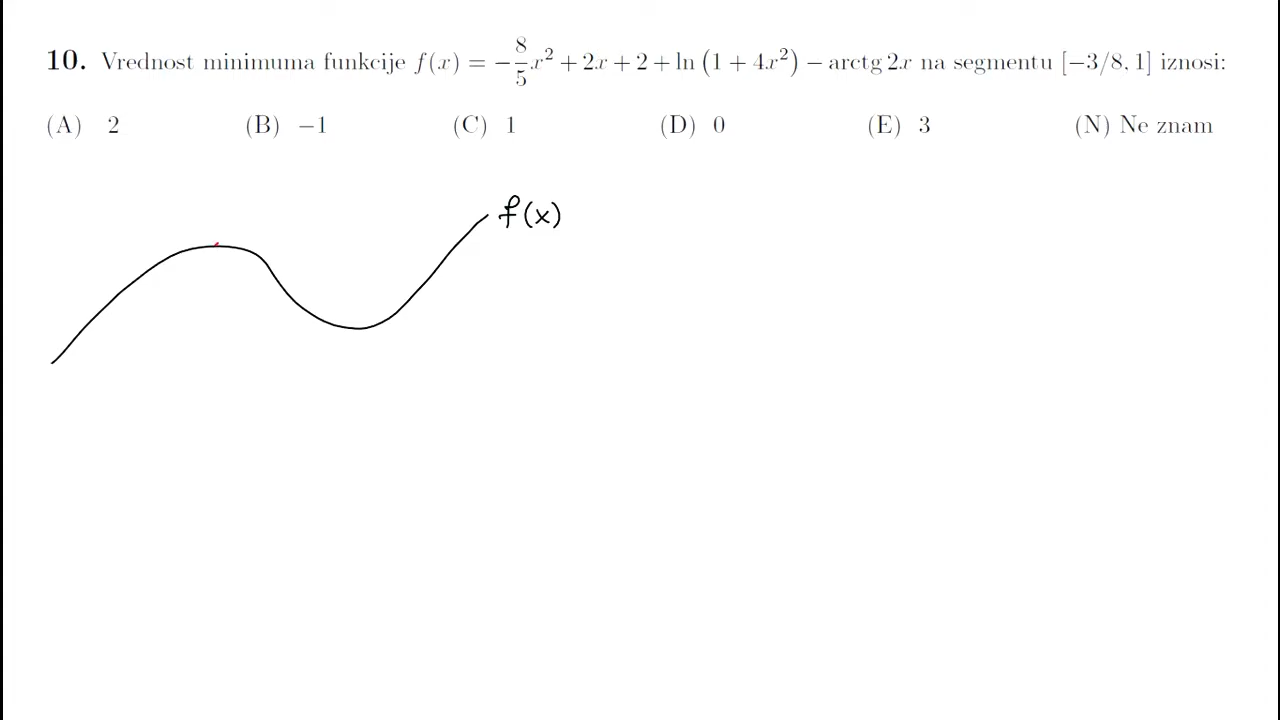 10. Vrednost minimuma funkcije f(x) = −8/5x² + 2x + 2 + ln (1 + 4x²) − arctg 2x na segmentu [−3/8, 1] iznosi:
(A) 2 (B) −1 (C) 1 (D) 0 (E) 3 (N) Ne znam
f(x)